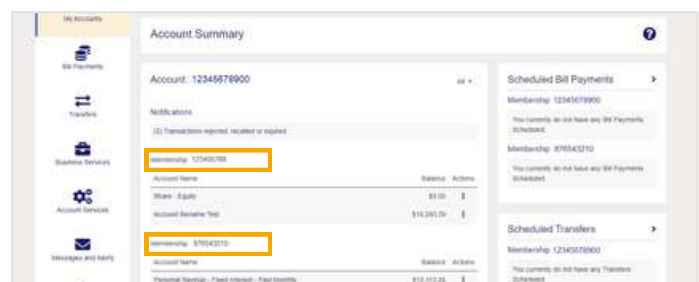 My Accounts
Bill Payments
Transfers
Business Services
Account Services
Messages and Alerts
Account Summary
Account: 12345678900
All
Notifications
(2) Transactions rejected, recalled or expired
Membership: 123456789
Account Name Balance Actions
Share - Equity $5.00
Account Rename Test
Membership: 876543210
Account Name Balance Actions
Personal Savings - Fixed Interest - Paid Monthly
Scheduled Bill Payments
Membership 12345678900
You currently do not have any Bill Payments
Scheduled.
Membership 876543210
You currently do not have any Bill Payments
Scheduled.
Scheduled Transfers
Membership 12345678900
You currently do not have any Transfers
Scheduled.